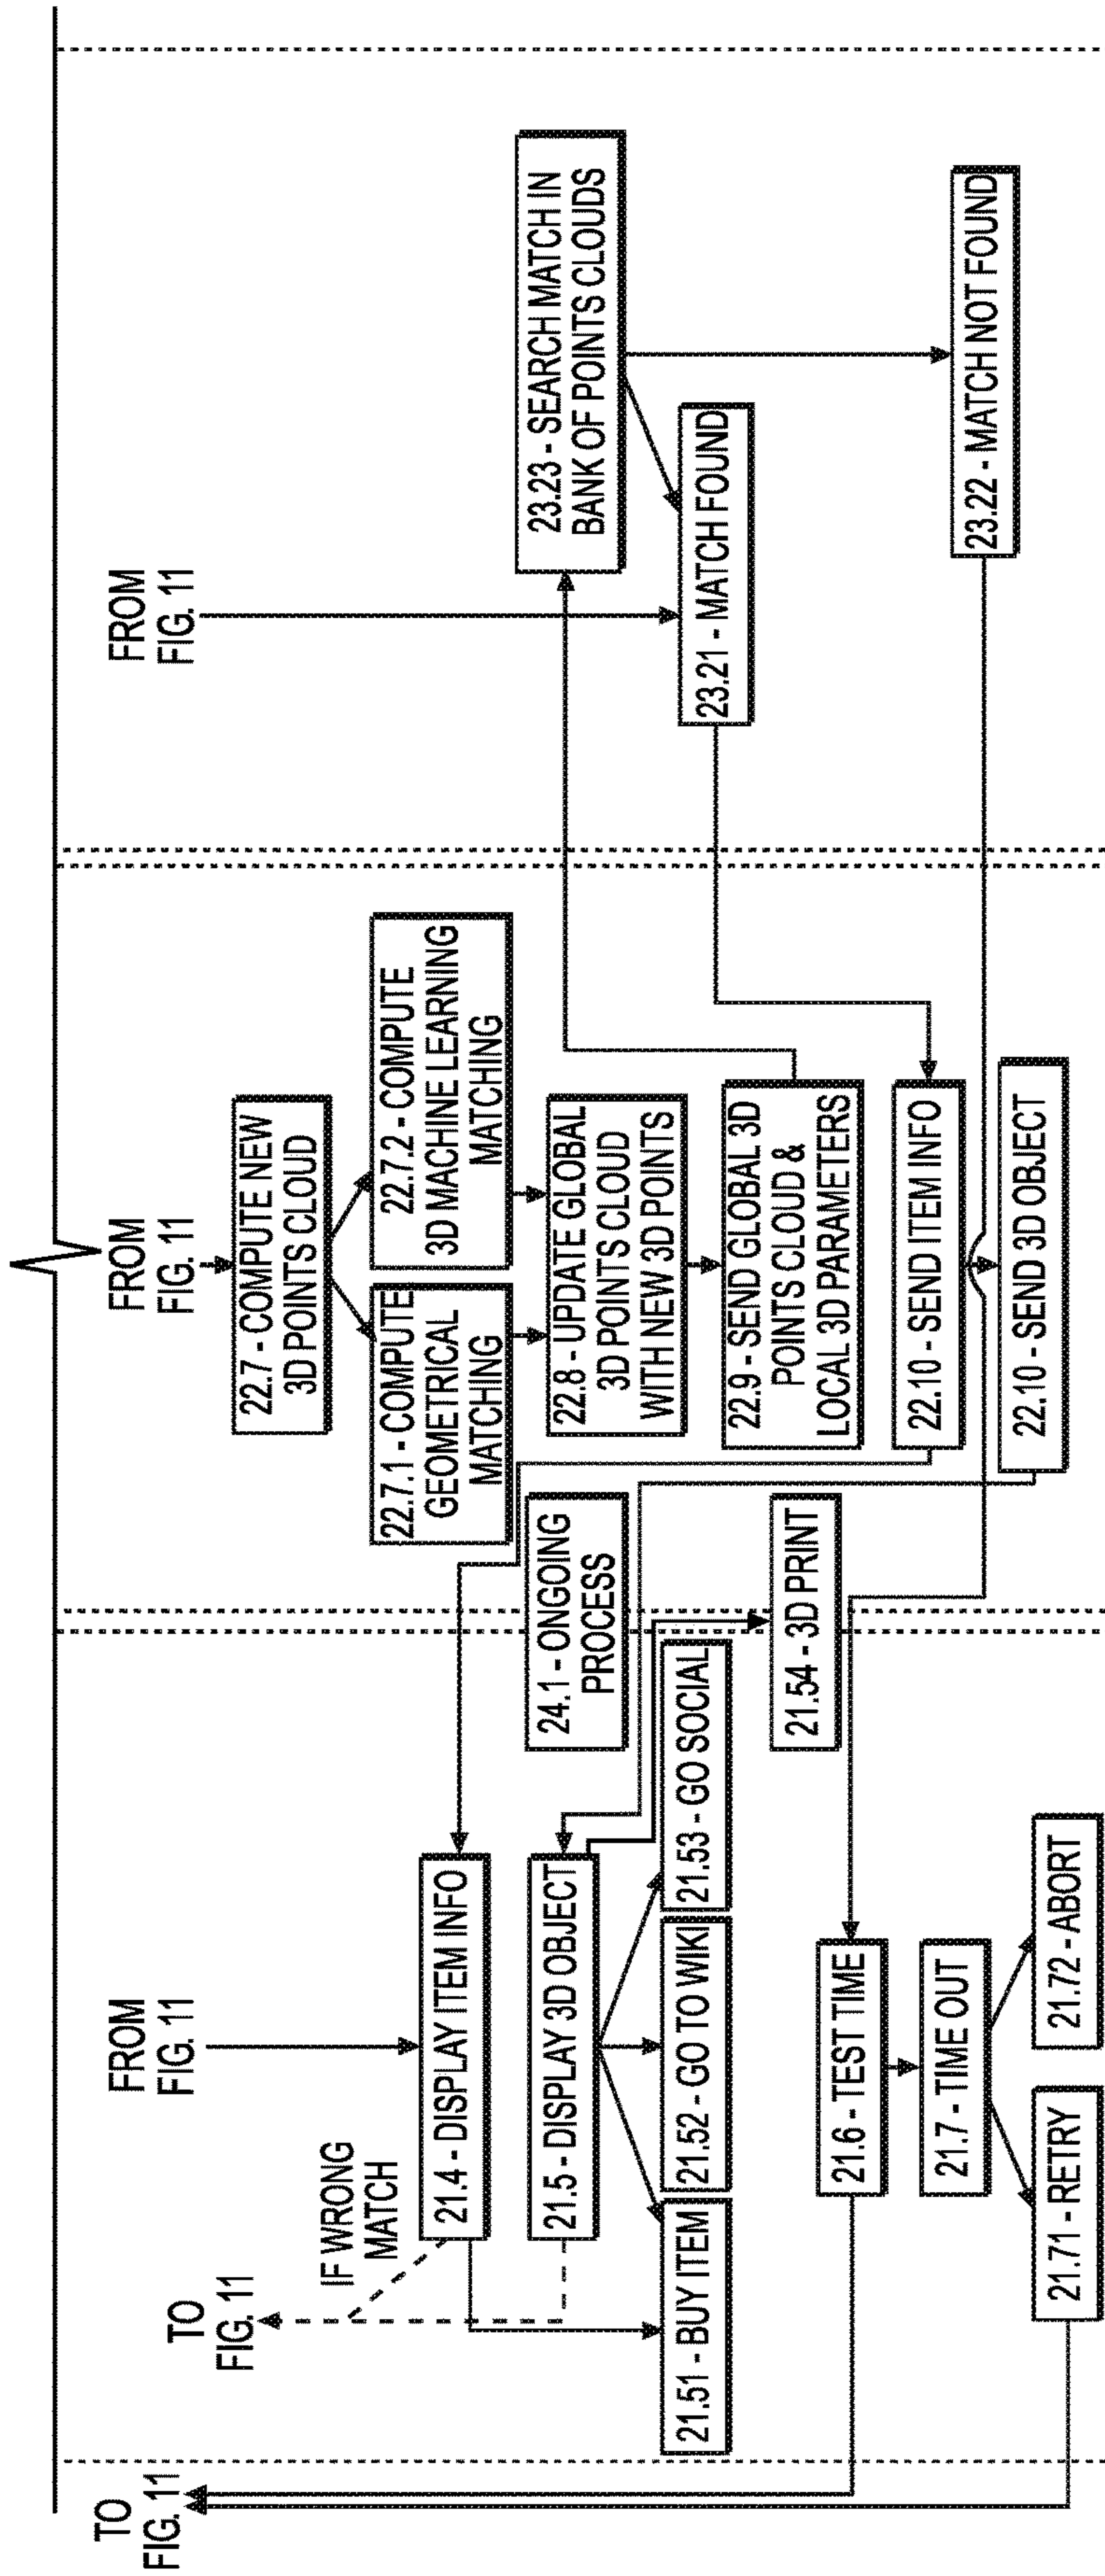 TO
FIG. 11
TO
FIG. 11
IF WRONG
MATCH
FROM
FIG. 11
21.4 - DISPLAY ITEM INFO
21.5 - DISPLAY 3D OBJECT
21.51 - BUY ITEM
21.52 - GO TO WIKI
21.53 - GO SOCIAL
21.6 - TEST TIME
21.7 - TIME OUT
21.71 - RETRY
21.72 - ABORT
24.1 - ONGOING
PROCESS
21.54 - 3D PRINT
FROM
FIG. 11
22.7 - COMPUTE NEW
3D POINTS CLOUD
22.7.1 - COMPUTE
GEOMETRICAL
MATCHING
22.7.2 - COMPUTE
3D MACHINE LEARNING
MATCHING
22.8 - UPDATE GLOBAL
3D POINTS CLOUD
WITH NEW 3D POINTS
22.9 - SEND GLOBAL 3D
POINTS CLOUD &
LOCAL 3D PARAMETERS
22.10 - SEND ITEM INFO
22.10 - SEND 3D OBJECT
FROM
FIG. 11
23.23 - SEARCH MATCH IN
BANK OF POINTS CLOUDS
23.21 - MATCH FOUND
23.22 - MATCH NOT FOUND